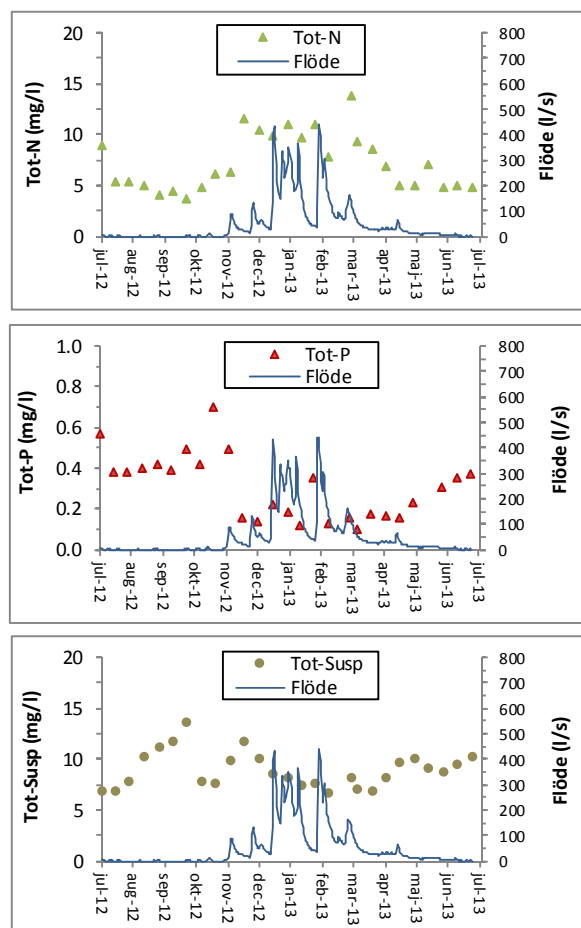 Tot-N
Flöde
Tot-N (mg/l)
20
15
10
5
0
Flöde (l/s)
800
700
600
500
400
300
200
100
0
jul-12
aug-12
sep-12
okt-12
nov-12
dec-12
jan-13
feb-13
mar-13
apr-13
maj-13
jun-13
jul-13
Tot-P
Flöde
Tot-P (mg/l)
1.0
0.8
0.6
0.4
0.2
0.0
Flöde (l/s)
800
700
600
500
400
300
200
100
0
jul-12
aug-12
sep-12
okt-12
nov-12
dec-12
jan-13
feb-13
mar-13
apr-13
maj-13
jun-13
jul-13
Tot-Susp
Flöde
Tot-Susp (mg/l)
20
15
10
5
0
Flöde (l/s)
800
700
600
500
400
300
200
100
0
jul-12
aug-12
sep-12
okt-12
nov-12
dec-12
jan-13
feb-13
mar-13
apr-13
maj-13
jun-13
jul-13